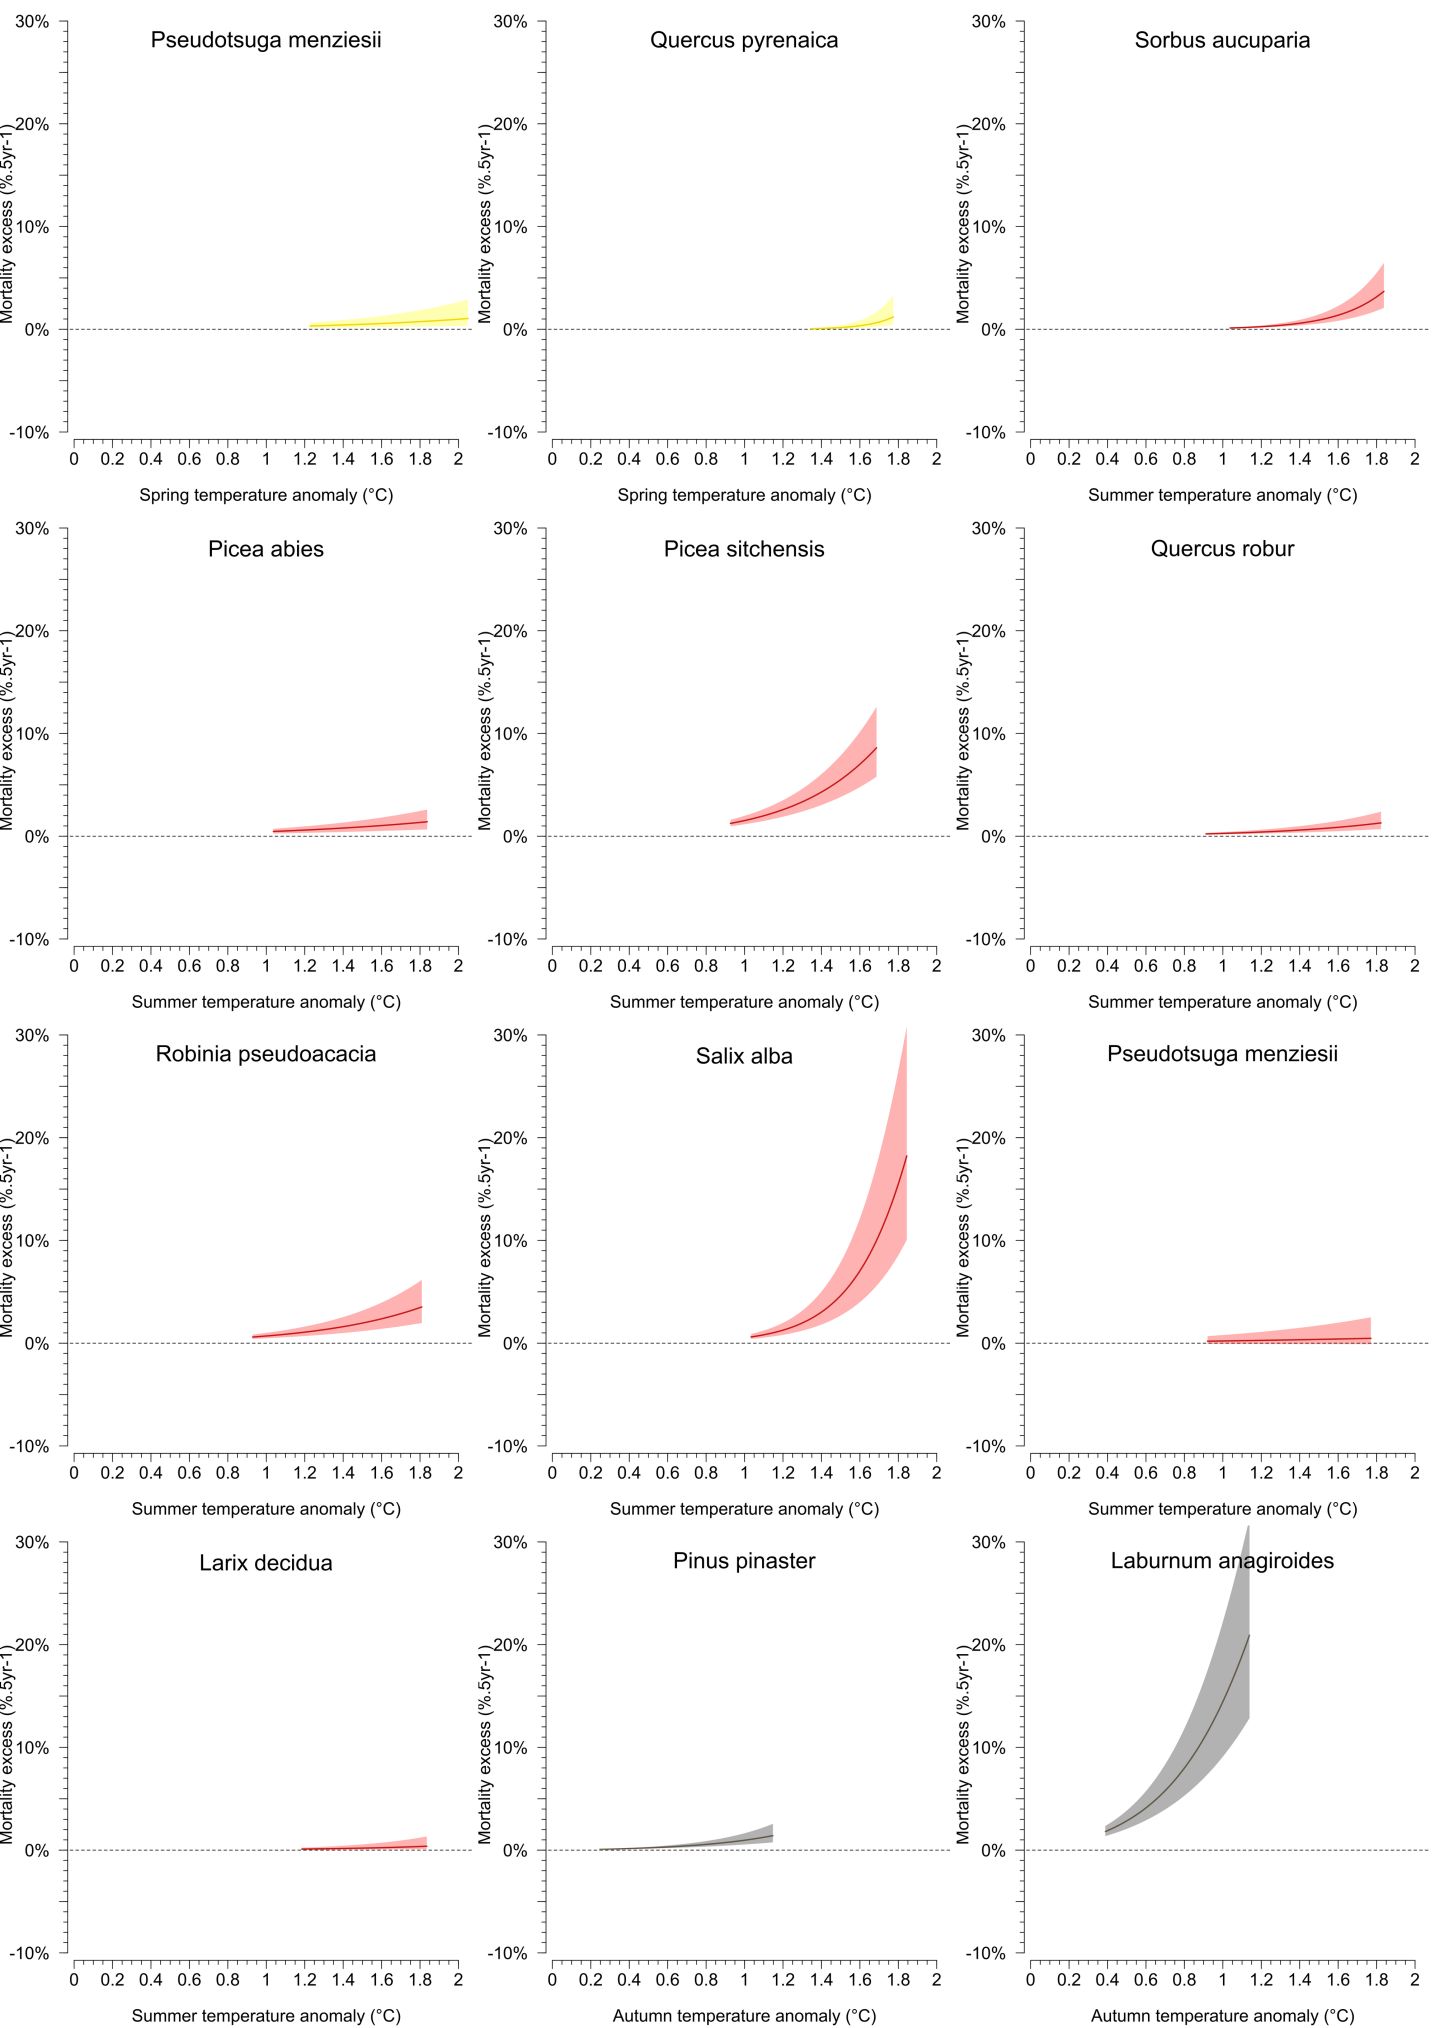 Pseudotsuga menziesii
Mortality excess (%.5yr-1)
30%
20%
10%
0%
-10%
0 0.2 0.4 0.6 0.8 1 1.2 1.4 1.6 1.8 2
Spring temperature anomaly (°C)
Quercus pyrenaica
Mortality excess (%.5yr-1)
30%
20%
10%
0%
-10%
0 0.2 0.4 0.6 0.8 1 1.2 1.4 1.6 1.8 2
Spring temperature anomaly (°C)
Sorbus aucuparia
Mortality excess (%.5yr-1)
30%
20%
10%
0%
-10%
0 0.2 0.4 0.6 0.8 1 1.2 1.4 1.6 1.8 2
Summer temperature anomaly (°C)
Picea abies
Mortality excess (%.5yr-1)
30%
20%
10%
0%
-10%
0 0.2 0.4 0.6 0.8 1 1.2 1.4 1.6 1.8 2
Summer temperature anomaly (°C)
Picea sitchensis
Mortality excess (%.5yr-1)
30%
20%
10%
0%
-10%
0 0.2 0.4 0.6 0.8 1 1.2 1.4 1.6 1.8 2
Summer temperature anomaly (°C)
Quercus robur
Mortality excess (%.5yr-1)
30%
20%
10%
0%
-10%
0 0.2 0.4 0.6 0.8 1 1.2 1.4 1.6 1.8 2
Summer temperature anomaly (°C)
Robinia pseudoacacia
Mortality excess (%.5yr-1)
30%
20%
10%
0%
-10%
0 0.2 0.4 0.6 0.8 1 1.2 1.4 1.6 1.8 2
Summer temperature anomaly (°C)
Salix alba
Mortality excess (%.5yr-1)
30%
20%
10%
0%
-10%
0 0.2 0.4 0.6 0.8 1 1.2 1.4 1.6 1.8 2
Summer temperature anomaly (°C)
Pseudotsuga menziesii
Mortality excess (%.5yr-1)
30%
20%
10%
0%
-10%
0 0.2 0.4 0.6 0.8 1 1.2 1.4 1.6 1.8 2
Summer temperature anomaly (°C)
Larix decidua
Mortality excess (%.5yr-1)
30%
20%
10%
0%
-10%
0 0.2 0.4 0.6 0.8 1 1.2 1.4 1.6 1.8 2
Summer temperature anomaly (°C)
Pinus pinaster
Mortality excess (%.5yr-1)
30%
20%
10%
0%
-10%
0 0.2 0.4 0.6 0.8 1 1.2 1.4 1.6 1.8 2
Autumn temperature anomaly (°C)
Laburnum anagiroides
Mortality excess (%.5yr-1)
30%
20%
10%
0%
-10%
0 0.2 0.4 0.6 0.8 1 1.2 1.4 1.6 1.8 2
Autumn temperature anomaly (°C)